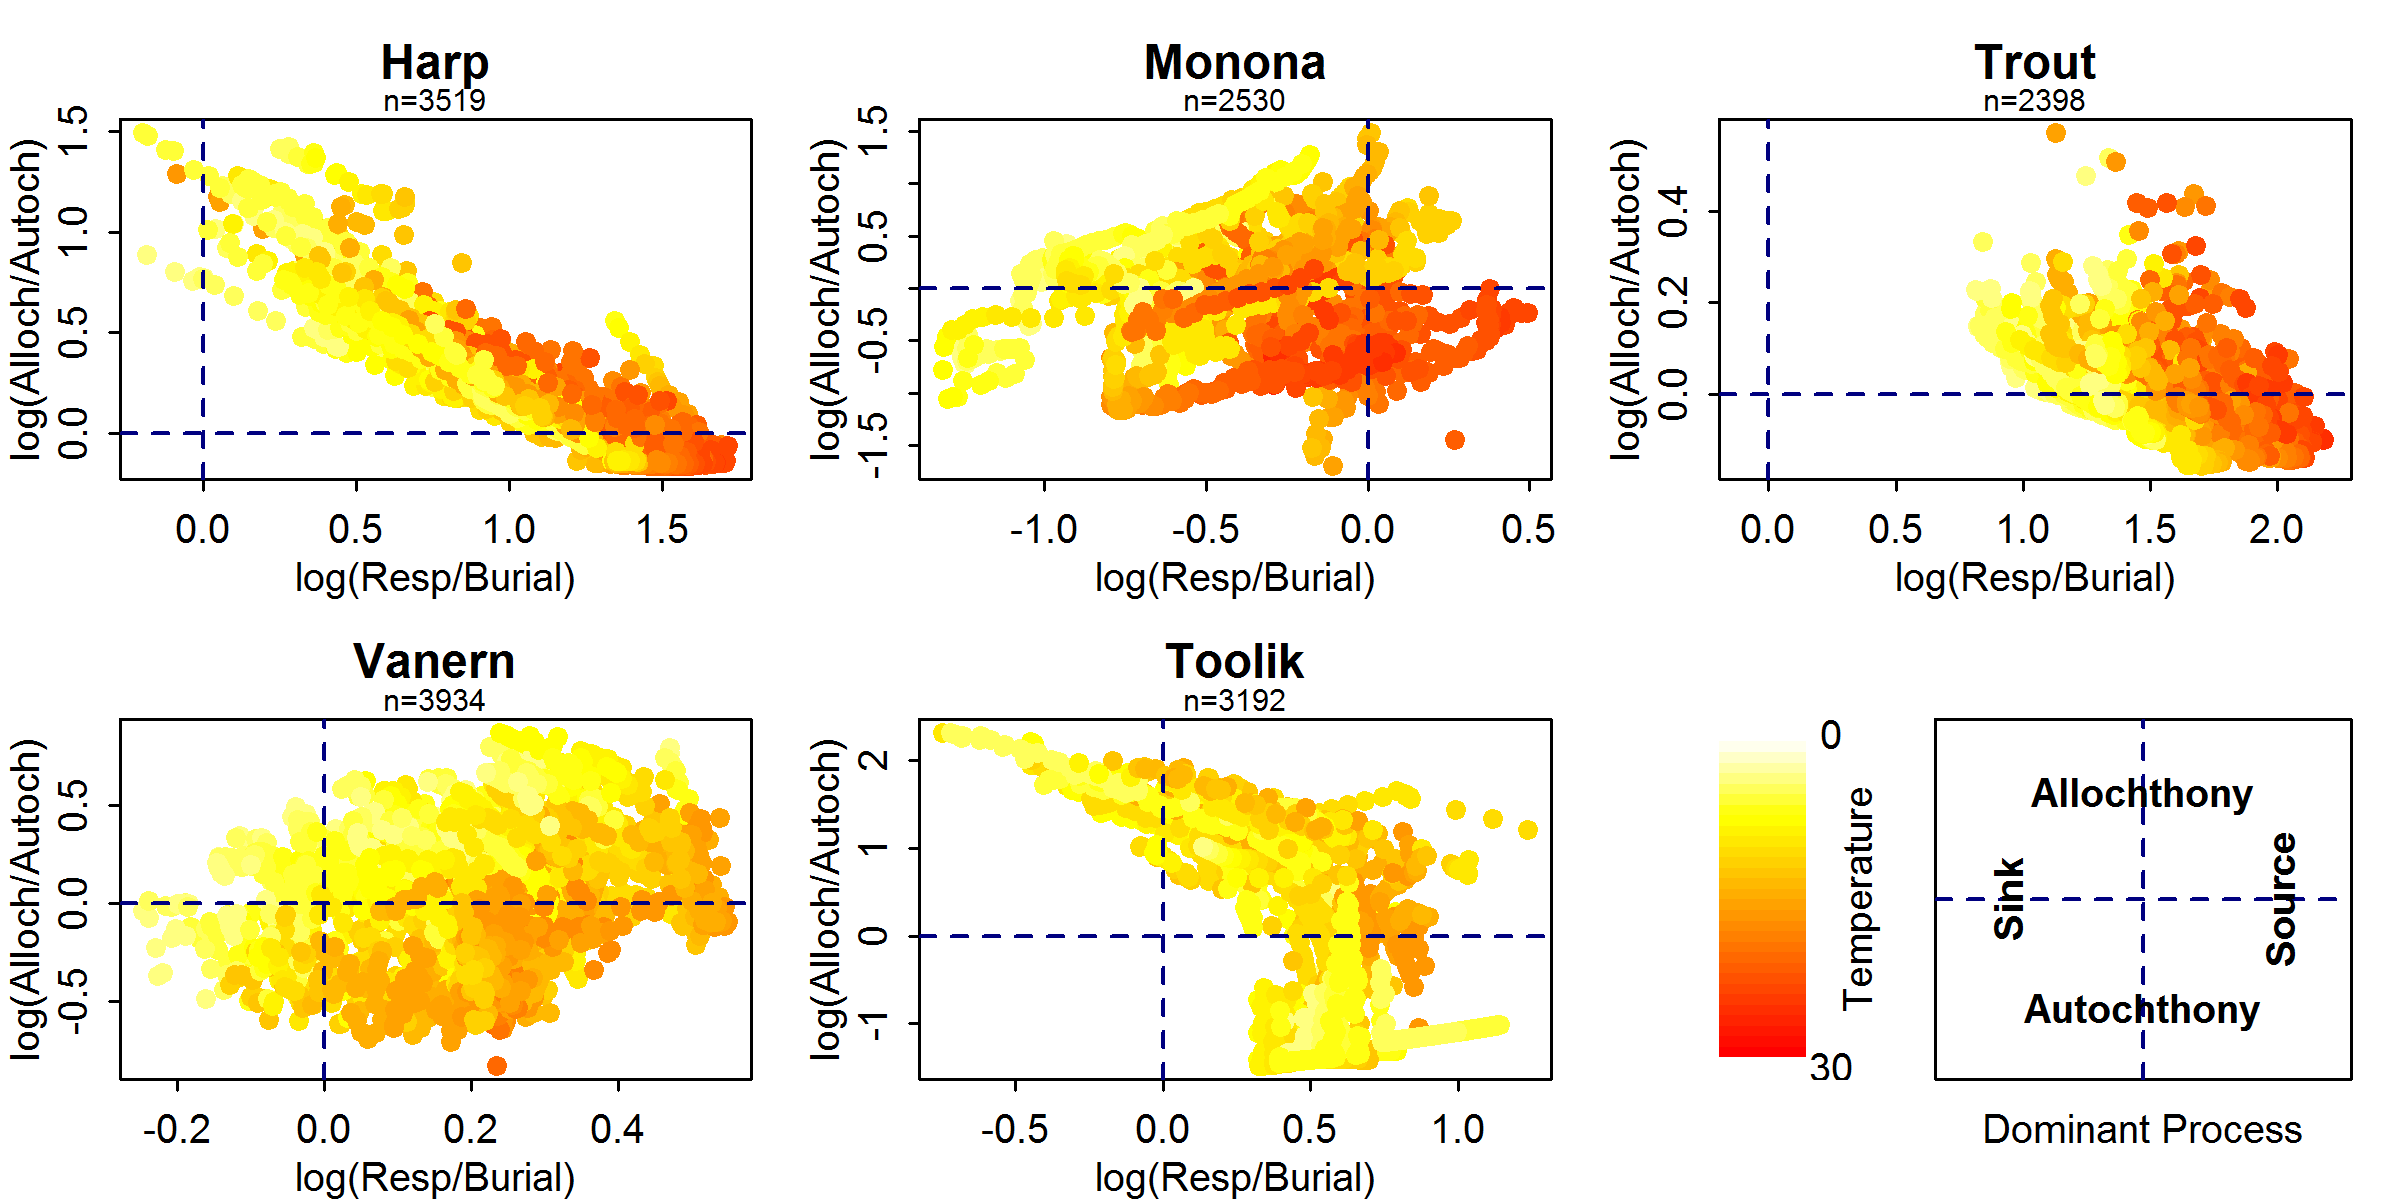 Harp
n=3519
log(Alloch/Autoch)
0.0 0.5 1.0 1.5
0.0 0.5 1.0 1.5
log(Resp/Burial)
Monona
n=2530
log(Alloch/Autoch)
-1.5 -0.5 0.5 1.5
-1.0 -0.5 0.0 0.5
log(Resp/Burial)
Trout
n=2398
log(Alloch/Autoch)
0.0 0.2 0.4
0.0 0.5 1.0 1.5 2.0
log(Resp/Burial)
Vanern
n=3934
log(Alloch/Autoch)
-0.5 0.0 0.5
-0.2 0.0 0.2 0.4
log(Resp/Burial)
Toolik
n=3192
log(Alloch/Autoch)
-1 0 1 2
-0.5 0.0 0.5 1.0
log(Resp/Burial)
0
Temperature
30
Allochthony
Sink
Source
Autochthony
Dominant Process